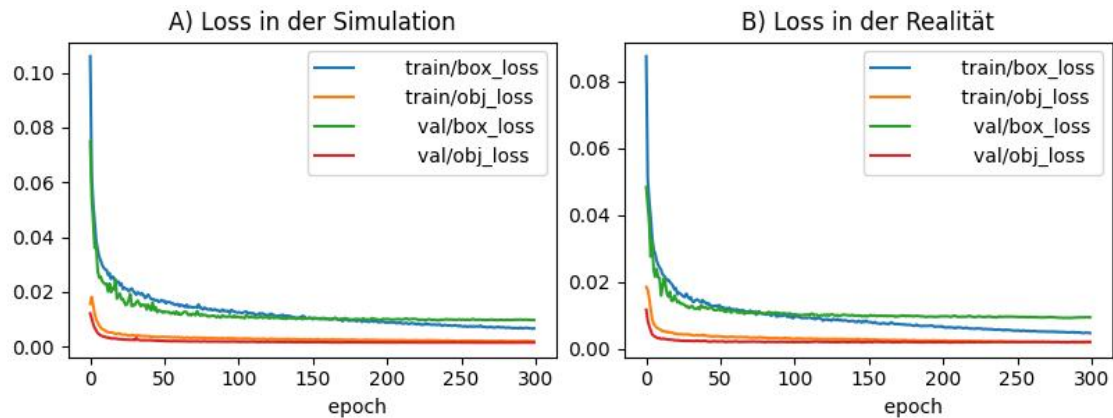 A) Loss in der Simulation
0.10
0.08
0.06
0.04
0.02
0.00
train/box_loss
train/obj_loss
val/box_loss
val/obj_loss
0 50 100 150 200 250 300
epoch
B) Loss in der Realität
0.08
0.06
0.04
0.02
0.00
train/box_loss
train/obj_loss
val/box_loss
val/obj_loss
0 50 100 150 200 250 300
epoch